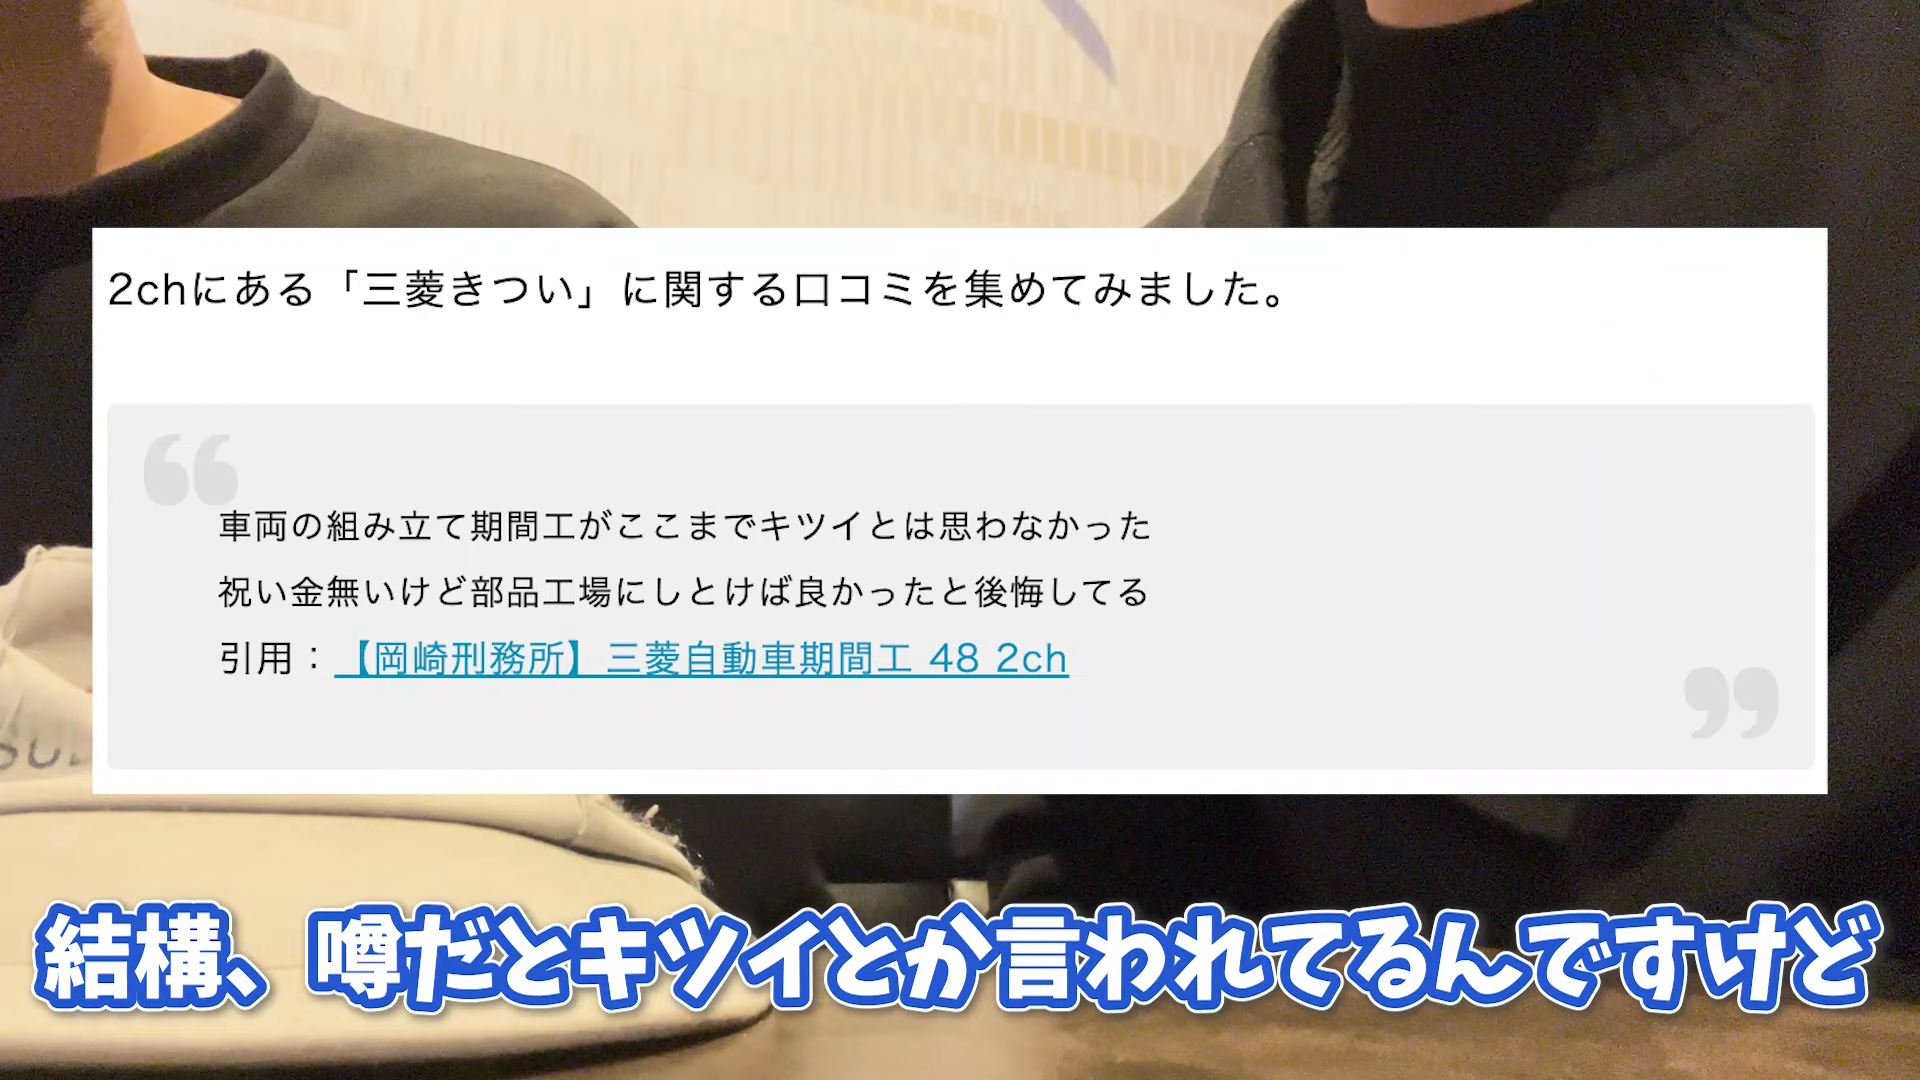 2chにある「三菱きつい」に関する口コミを集めてみました。
車両の組み立て期間工がここまでキツイとは思わなかった
祝い金無いけど部品工場にしとけば良かったと後悔してる
引用：【岡崎刑務所】三菱自動車期間工 48 2ch
結構、噂だとキツイとか言われてるんですけど